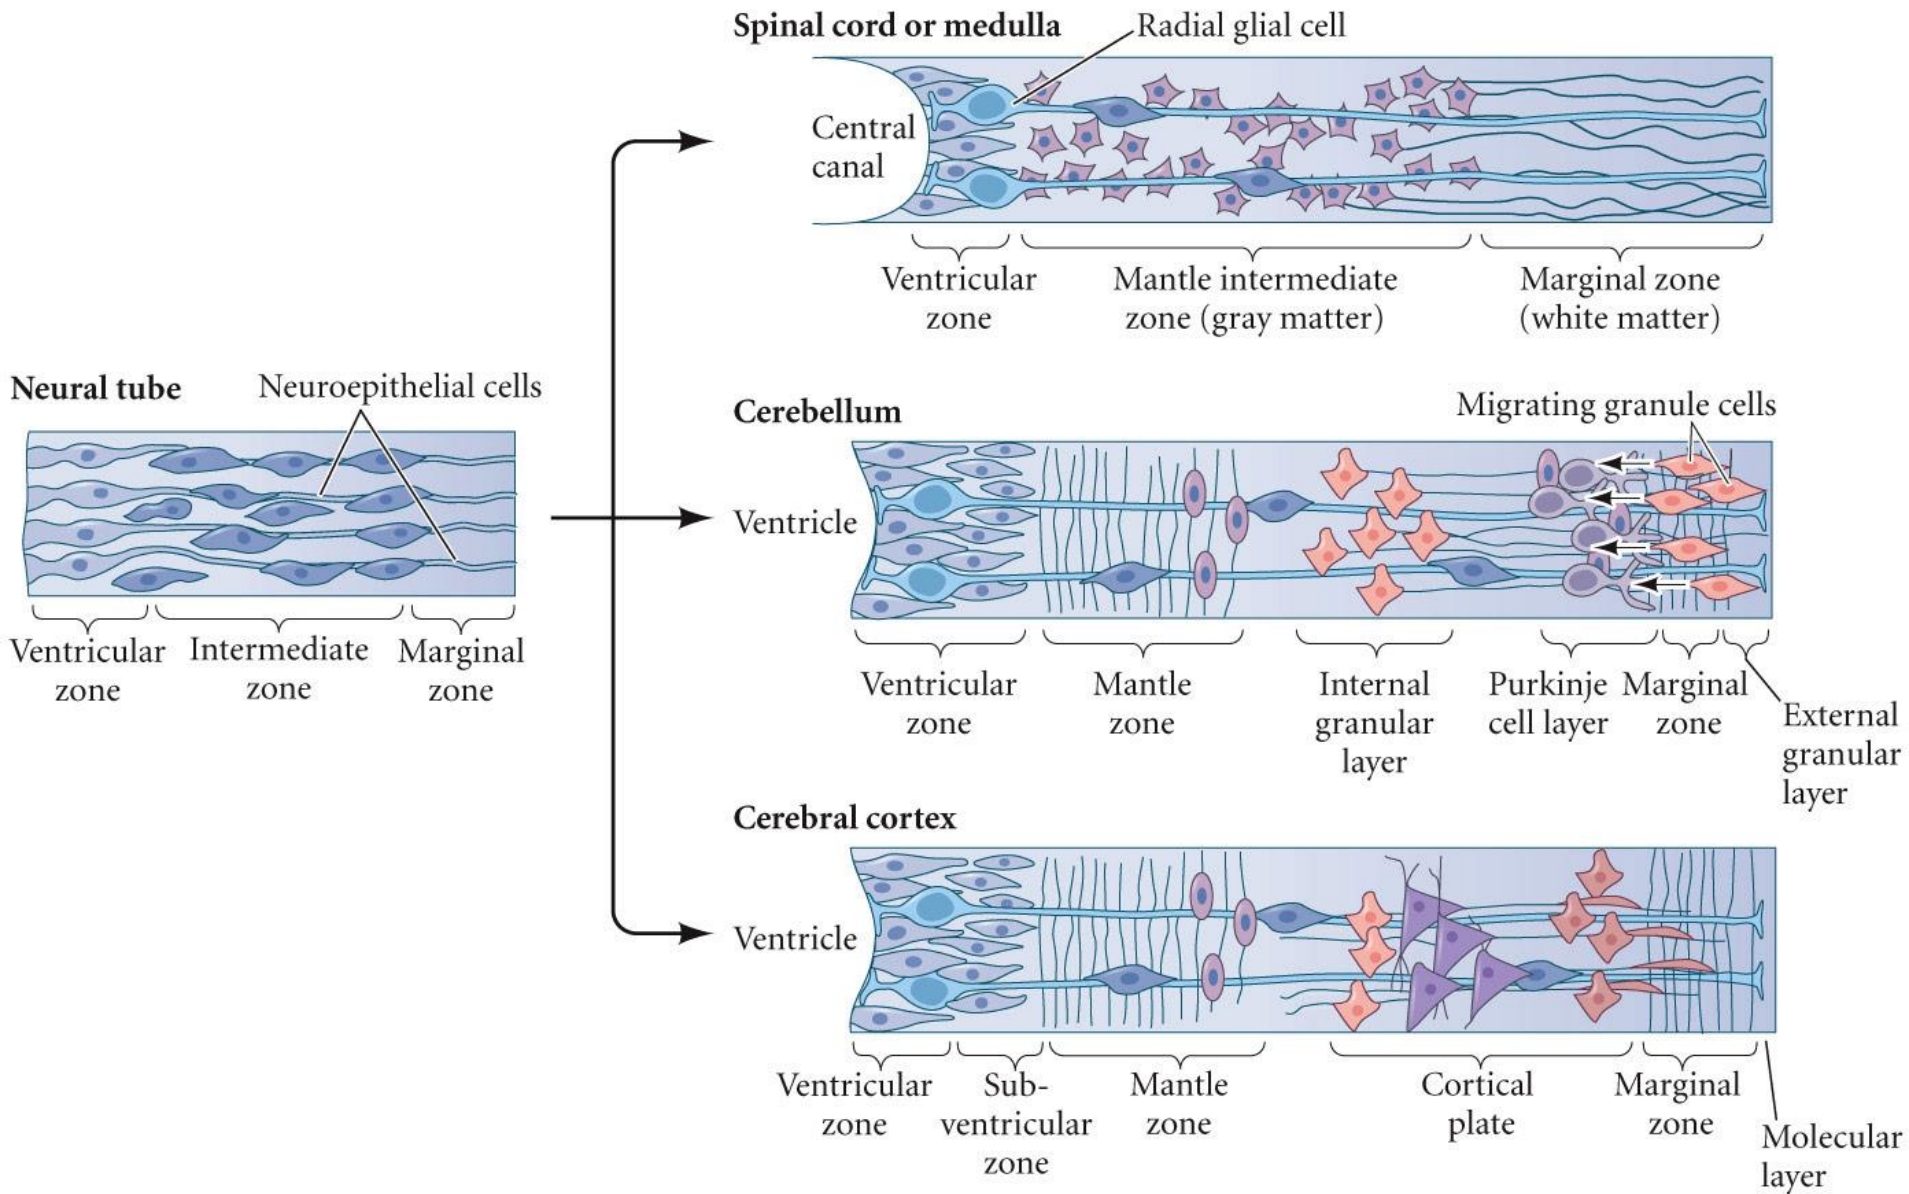 Neural tube
Neuroepithelial cells
Ventricular
zone
Intermediate
zone
Marginal
zone
Spinal cord or medulla
Radial glial cell
Central
canal
Ventricular
zone
Mantle intermediate
zone (gray matter)
Marginal zone
(white matter)
Cerebellum
Migrating granule cells
Ventricle
Ventricular
zone
Mantle
zone
Internal
granular
layer
Purkinje
cell layer
Marginal
zone
External
granular
layer
Cerebral cortex
Ventricle
Ventricular
zone
Sub-
ventricular
zone
Mantle
zone
Cortical
plate
Marginal
zone
Molecular
layer